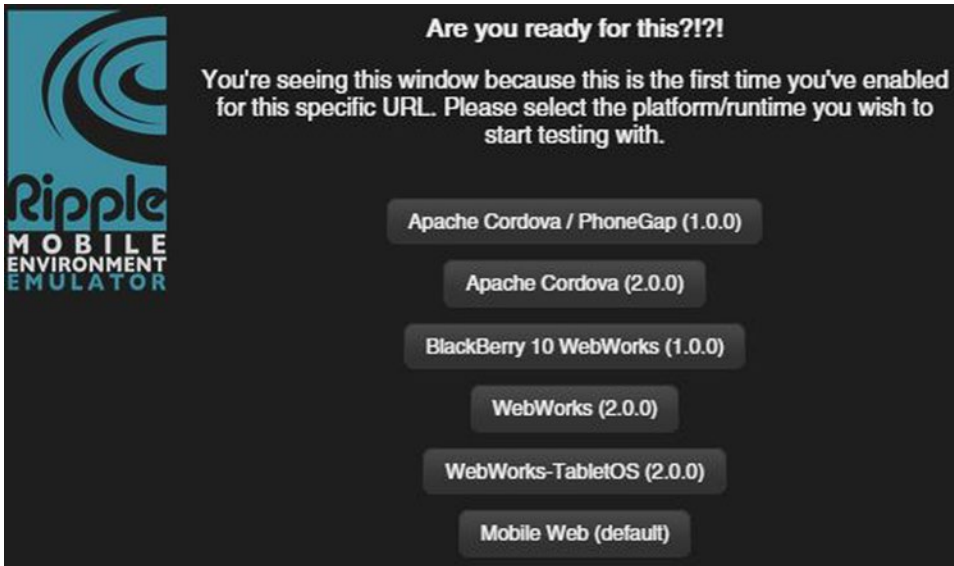 Ripple
MOBILE
ENVIRONMENT
EMULATOR
Are you ready for this?!?!
You're seeing this window because this is the first time you've enabled
for this specific URL. Please select the platform/runtime you wish to
start testing with.
Apache Cordova / PhoneGap (1.0.0)
Apache Cordova (2.0.0)
BlackBerry 10 WebWorks (1.0.0)
WebWorks (2.0.0)
WebWorks-TabletOS (2.0.0)
Mobile Web (default)